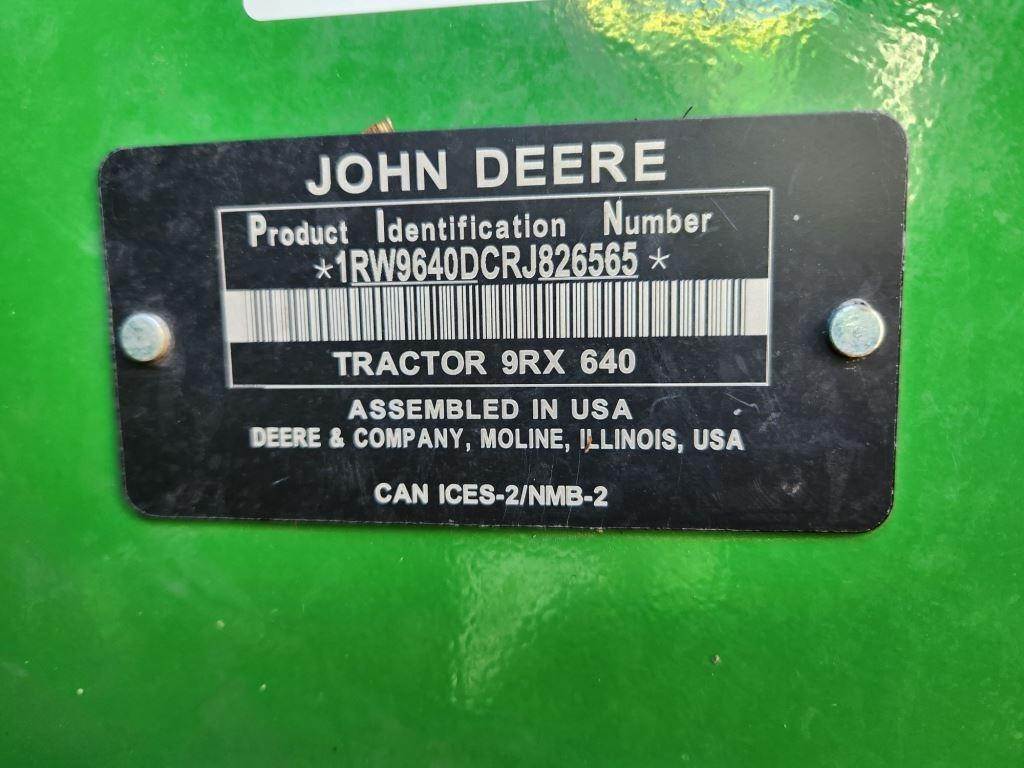 JOHN DEERE
Product Identification Number
*1RW9640DCRJ826565*
TRACTOR 9RX 640
ASSEMBLED IN USA
DEERE & COMPANY, MOLINE, ILLINOIS, USA
CAN ICES-2/NMB-2